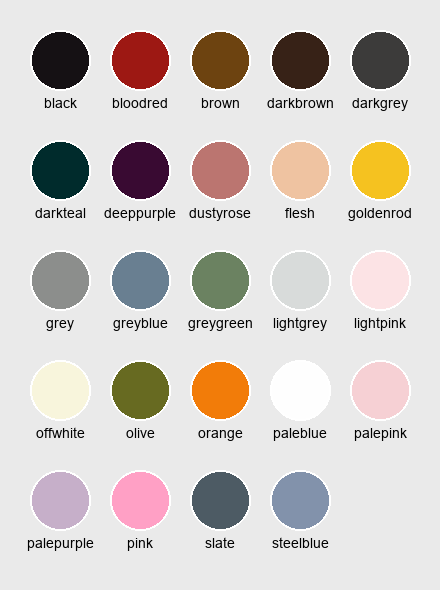 black bloodred brown darkbrown darkgrey
darkteal deeppurple dustyrose flesh goldenrod
grey greyblue greygreen lightgrey lightpink
offwhite olive orange paleblue palepink
palepurple pink slate steelblue